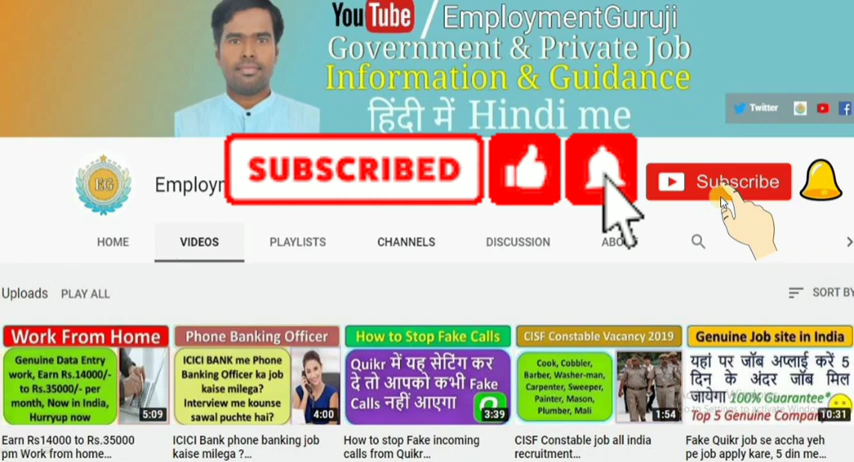 YouTube / EmploymentGuruji
Government & Private Job
Information & Guidance
हिंदी में Hindi me
Twitter
EG
SUBSCRIBED
Subscribe
HOME VIDEOS PLAYLISTS CHANNELS DISCUSSION
Uploads PLAY ALL SORT BY
Work From Home
Genuine Data Entry
work, Earn Rs.14000/-
to Rs.35000/- per
month, Now in India,
Hurryup now
5:09
Earn Rs14000 to Rs.35000
pm Work from home...
Phone Banking Officer
ICICI BANK me Phone
Banking Officer ka job
kaise milega?
Interview me kounse
sawal puchte hai?
4:00
ICICI Bank phone banking job
kaise milega ?...
How to Stop Fake Calls
Quikr में यह सेटिंग कर
दे तो आपको कभी Fake
Calls नहीं आएगा
3:39
How to stop Fake incoming
calls from Quikr...
CISF Constable Vacancy 2019
Cook, Cobbler,
Barber, Washer-man,
Carpenter, Sweeper,
Painter, Mason,
Plumber, Mali
1:54
CISF Constable job all india
recruitment...
Genuine Job site in India
यहां पर जॉब अप्लाई करें 5
दिन के अंदर जॉब मिल
जायेगा 100% Guarantee*
Top 5 Genuine
10:31
Fake Quikr job se accha yeh
pe job apply kare, 5 din me...